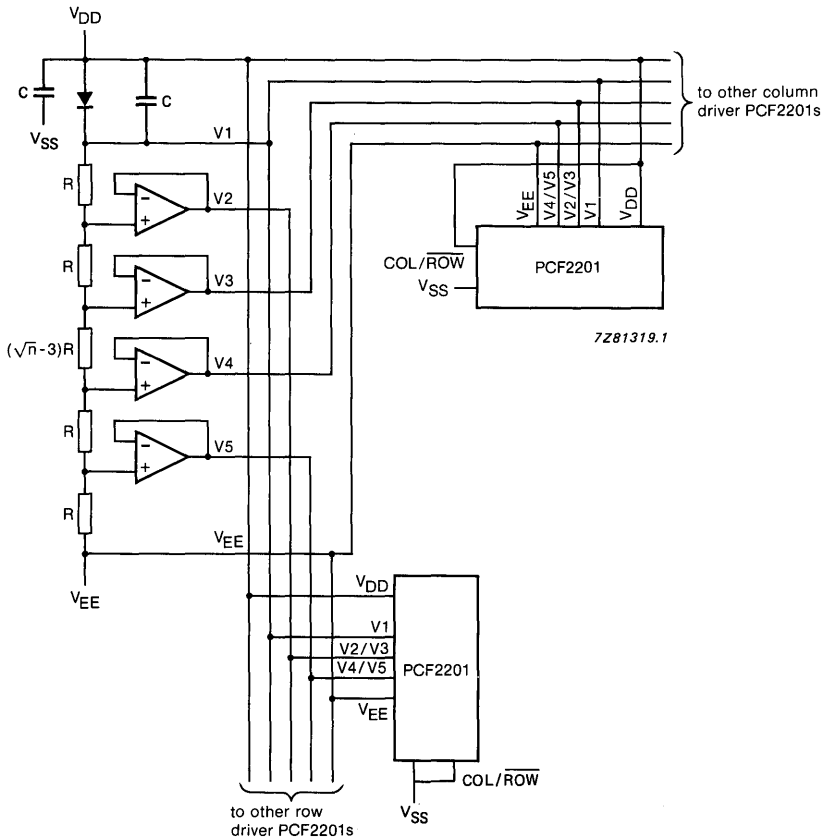 VDD
C
C
VSS
V1
to other column
driver PCF2201s
R
V2
VEE
V4/V5
V2/V3
V1
VDD
- 
+
R
V3
COL/ROW
PCF2201
VSS
-
+
7Z81319.1
(√n-3)R
V4
-
+
R
V5
-
+
R
VEE
VEE
VDD
V1
V2/V3
V4/V5
PCF2201
VEE
COL/ROW
VSS
to other row
driver PCF2201s